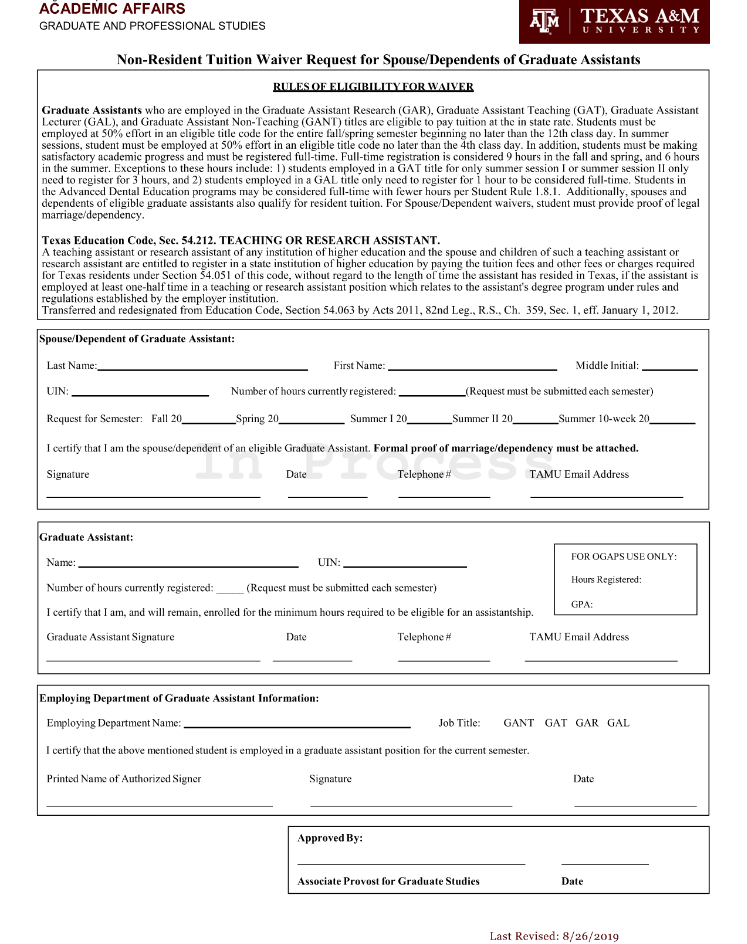 ACADEMIC AFFAIRS
GRADUATE AND PROFESSIONAL STUDIES
ATM
TEXAS A&M
UNIVERSITY
Non-Resident Tuition Waiver Request for Spouse/Dependents of Graduate Assistants
RULES OF ELIGIBILITY FOR WAIVER
Graduate Assistants who are employed in the Graduate Assistant Research (GAR), Graduate Assistant Teaching (GAT), Graduate Assistant
Lecturer (GAL), and Graduate Assistant Non-Teaching (GANT) titles are eligible to pay tuition at the in state rate. Students must be
employed at 50% effort in an eligible title code for the entire fall/spring semester beginning no later than the 12th class day. In summer
sessions, student must be employed at 50% effort in an eligible title code no later than the 4th class day. In addition, students must be making
satisfactory academic progress and must be registered full-time. Full-time registration is considered 9 hours in the fall and spring, and 6 hours
in the summer. Exceptions to these hours include: 1) students employed in a GAT title for only summer session I or summer session II only
need to register for 3 hours, and 2) students employed in a GAL title only need to register for 1 hour to be considered full-time. Students in
the Advanced Dental Education programs may be considered full-time with fewer hours per Student Rule 1.8.1. Additionally, spouses and
dependents of eligible graduate assistants also qualify for resident tuition. For Spouse/Dependent waivers, student must provide proof of legal
marriage/dependency.
Texas Education Code, Sec. 54.212. TEACHING OR RESEARCH ASSISTANT.
A teaching assistant or research assistant of any institution of higher education and the spouse and children of such a teaching assistant or
research assistant are entitled to register in a state institution of higher education by paying the tuition fees and other fees or charges required
for Texas residents under Section 54.051 of this code, without regard to the length of time the assistant has resided in Texas, if the assistant is
employed at least one-half time in a teaching or research assistant position which relates to the assistant's degree program under rules and
regulations established by the employer institution.
Transferred and redesignated from Education Code, Section 54.063 by Acts 2011, 82nd Leg., R.S., Ch. 359, Sec. 1, eff. January 1, 2012.
Spouse/Dependent of Graduate Assistant:
Last Name: First Name: Middle Initial:
UIN: Number of hours currently registered: (Request must be submitted each semester)
Request for Semester: Fall 20 Spring 20 Summer I 20 Summer II 20 Summer 10-week 20
I certify that I am the spouse/dependent of an eligible Graduate Assistant. Formal proof of marriage/dependency must be attached.
In Process
Signature Date Telephone # TAMU Email Address
Graduate Assistant:
Name: UIN:
FOR OGAPS USE ONLY:
Hours Registered:
GPA:
Number of hours currently registered: _____ (Request must be submitted each semester)
I certify that I am, and will remain, enrolled for the minimum hours required to be eligible for an assistantship.
Graduate Assistant Signature Date Telephone # TAMU Email Address
Employing Department of Graduate Assistant Information:
Employing Department Name: Job Title: GANT GAT GAR GAL
I certify that the above mentioned student is employed in a graduate assistant position for the current semester.
Printed Name of Authorized Signer Signature Date
Approved By:
Associate Provost for Graduate Studies Date
Last Revised: 8/26/2019